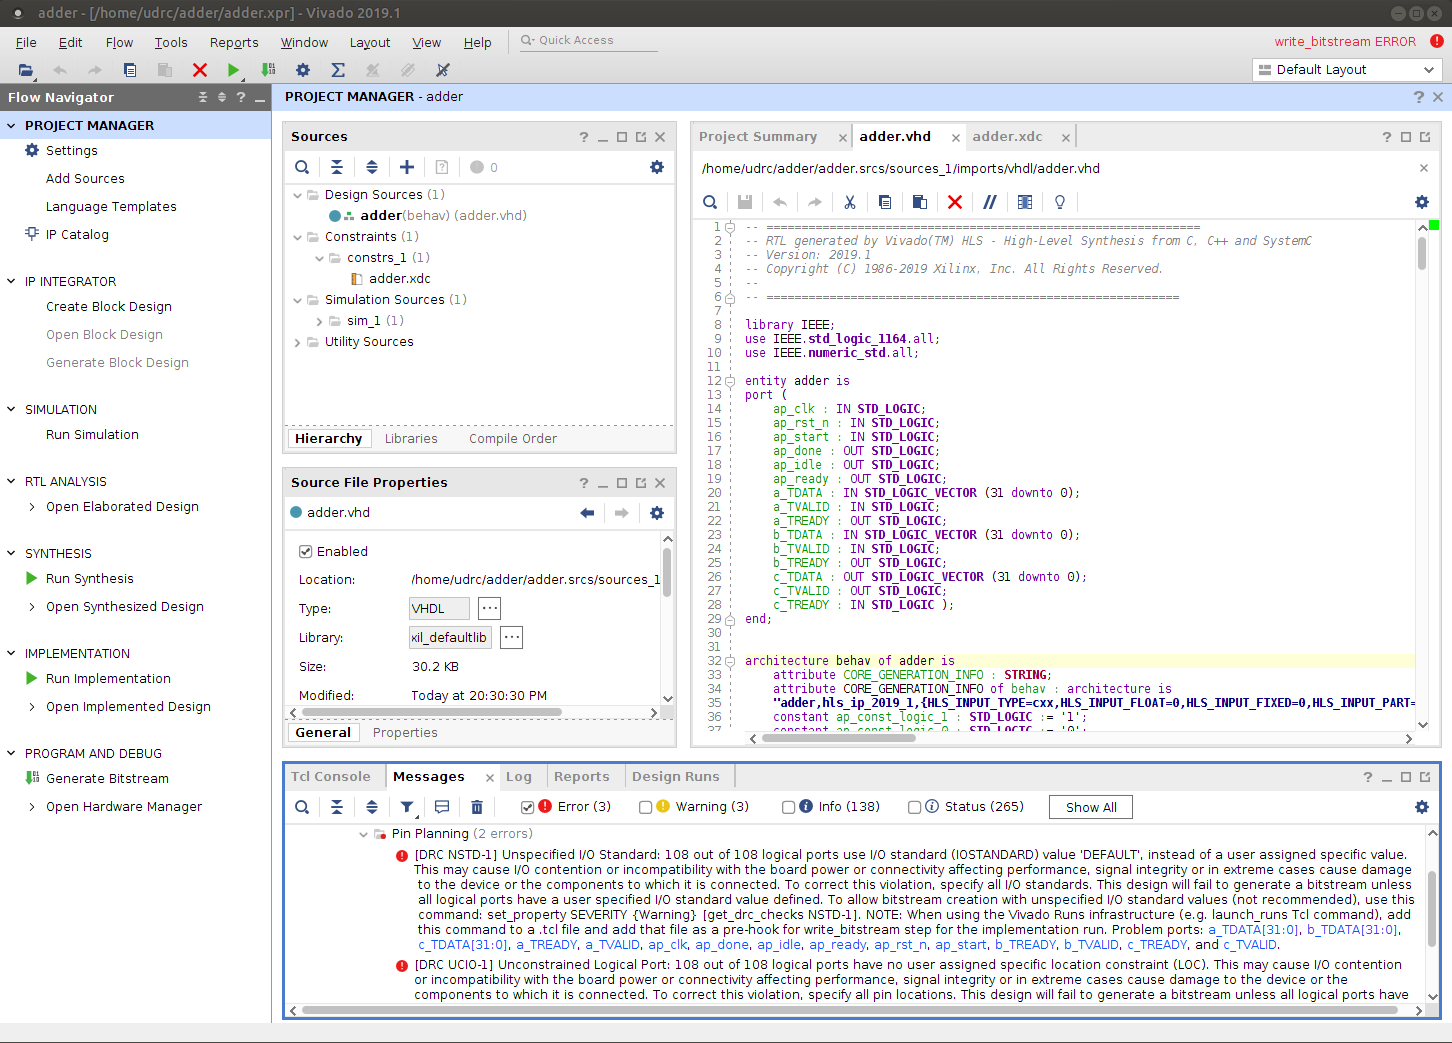 adder - [/home/udrc/adder/adder.xpr] - Vivado 2019.1
File Edit Flow Tools Reports Window Layout View Help Quick Access write_bitstream ERROR
Default Layout
Flow Navigator
PROJECT MANAGER
Settings
Add Sources
Language Templates
IP Catalog
IP INTEGRATOR
Create Block Design
Open Block Design
Generate Block Design
SIMULATION
Run Simulation
RTL ANALYSIS
Open Elaborated Design
SYNTHESIS
Run Synthesis
Open Synthesized Design
IMPLEMENTATION
Run Implementation
Open Implemented Design
PROGRAM AND DEBUG
Generate Bitstream
Open Hardware Manager
PROJECT MANAGER - adder
Sources
0
Design Sources (1)
adder(behav) (adder.vhd)
Constraints (1)
constrs_1 (1)
adder.xdc
Simulation Sources (1)
sim_1 (1)
Utility Sources
Hierarchy Libraries Compile Order
Source File Properties
adder.vhd
Enabled
Location: /home/udrc/adder/adder.srcs/sources_1
Type: VHDL
Library: xil_defaultlib
Size: 30.2 KB
Modified: Today at 20:30:30 PM
General Properties
Project Summary adder.vhd adder.xdc
/home/udrc/adder/adder.srcs/sources_1/imports/vhdl/adder.vhd
1 -- ==============================================================
2 -- RTL generated by Vivado(TM) HLS - High-Level Synthesis from C, C++ and SystemC
3 -- Version: 2019.1
4 -- Copyright (C) 1986-2019 Xilinx, Inc. All Rights Reserved.
5 --
6 -- ===========================================================
7
8 library IEEE;
9 use IEEE.std_logic_1164.all;
10 use IEEE.numeric_std.all;
11
12 entity adder is
13 port (
14 ap_clk : IN STD_LOGIC;
15 ap_rst_n : IN STD_LOGIC;
16 ap_start : IN STD_LOGIC;
17 ap_done : OUT STD_LOGIC;
18 ap_idle : OUT STD_LOGIC;
19 ap_ready : OUT STD_LOGIC;
20 a_TDATA : IN STD_LOGIC_VECTOR (31 downto 0);
21 a_TVALID : IN STD_LOGIC;
22 a_TREADY : OUT STD_LOGIC;
23 b_TDATA : IN STD_LOGIC_VECTOR (31 downto 0);
24 b_TVALID : IN STD_LOGIC;
25 b_TREADY : OUT STD_LOGIC;
26 c_TDATA : OUT STD_LOGIC_VECTOR (31 downto 0);
27 c_TVALID : OUT STD_LOGIC;
28 c_TREADY : IN STD_LOGIC );
29 end;
30
31
32 architecture behav of adder is
33 attribute CORE_GENERATION_INFO : STRING;
34 attribute CORE_GENERATION_INFO of behav : architecture is
35 "adder,hls_ip_2019_1,{HLS_INPUT_TYPE=cxx,HLS_INPUT_FLOAT=0,HLS_INPUT_FIXED=0,HLS_INPUT_PART=
36 constant ap_const_logic_1 : STD_LOGIC := '1';
37 constant ap_const_logic_0 : STD_LOGIC := '0';
Tcl Console Messages Log Reports Design Runs
Error (3) Warning (3) Info (138) Status (265) Show All
Pin Planning (2 errors)
[DRC NSTD-1] Unspecified I/O Standard: 108 out of 108 logical ports use I/O standard (IOSTANDARD) value 'DEFAULT', instead of a user assigned specific value.
This may cause I/O contention or incompatibility with the board power or connectivity affecting performance, signal integrity or in extreme cases cause damage
to the device or the components to which it is connected. To correct this violation, specify all I/O standards. This design will fail to generate a bitstream unless
all logical ports have a user specified I/O standard value defined. To allow bitstream creation with unspecified I/O standard values (not recommended), use this
command: set_property SEVERITY {Warning} [get_drc_checks NSTD-1]. NOTE: When using the Vivado Runs infrastructure (e.g. launch_runs Tcl command), add
this command to a .tcl file and add that file as a pre-hook for write_bitstream step for the implementation run. Problem ports: a_TDATA[31:0], b_TDATA[31:0],
c_TDATA[31:0], a_TREADY, a_TVALID, ap_clk, ap_done, ap_idle, ap_ready, ap_rst_n, ap_start, b_TREADY, b_TVALID, c_TREADY, and c_TVALID.
[DRC UCIO-1] Unconstrained Logical Port: 108 out of 108 logical ports have no user assigned specific location constraint (LOC). This may cause I/O contention
or incompatibility with the board power or connectivity affecting performance, signal integrity or in extreme cases cause damage to the device or the
components to which it is connected. To correct this violation, specify all pin locations. This design will fail to generate a bitstream unless all logical ports have